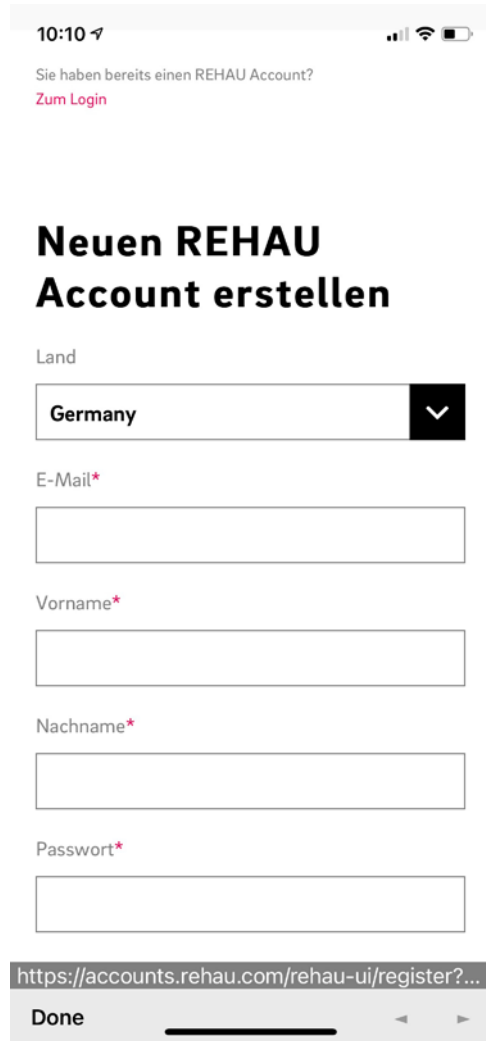 10:10
Sie haben bereits einen REHAU Account?
Zum Login
Neuen REHAU
Account erstellen
Land
Germany
E-Mail*
Vorname*
Nachname*
Passwort*
https://accounts.rehau.com/rehau-ui/register?...
Done